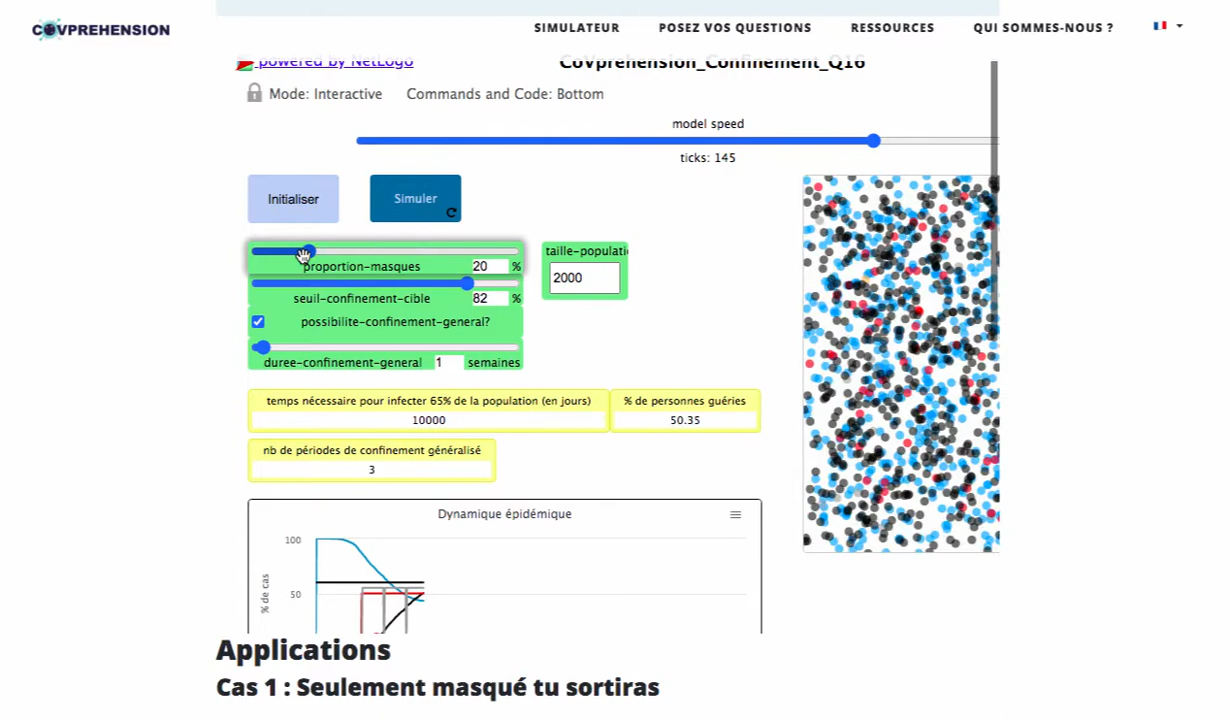 COVPREHENSION
SIMULATEUR POSEZ VOS QUESTIONS RESSOURCES QUI SOMMES-NOUS ?
powered by NetLogo CoVprehension_Confinement_Q16
Mode: Interactive Commands and Code: Bottom
model speed
ticks: 145
Initialiser Simuler
proportion-masques 20 %
taille-populati
2000
seuil-confinement-cible 82 %
possibilite-confinement-general?
duree-confinement-general 1 semaines
temps nécessaire pour infecter 65% de la population (en jours) % de personnes guéries
10000 50.35
nb de périodes de confinement généralisé
3
Dynamique épidémique
100
50
% de cas
Applications
Cas 1 : Seulement masqué tu sortiras